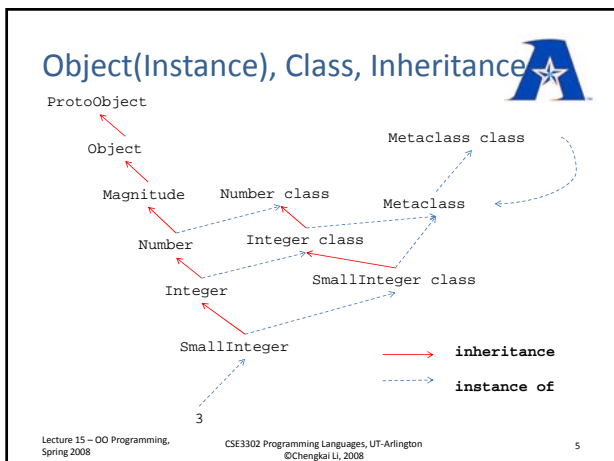 Object(Instance), Class, Inheritance
ProtoObject
Metaclass class
Object
Magnitude
Number class
Metaclass
Number
Integer class
SmallInteger class
Integer
SmallInteger
inheritance
instance of
3
Lecture 15 – OO Programming,
Spring 2008
CSE3302 Programming Languages, UT-Arlington
©Chengkai Li, 2008
5